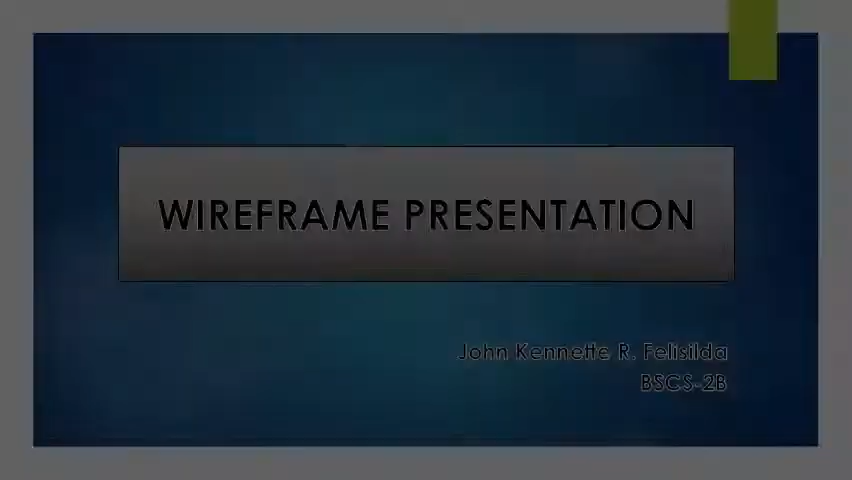 WIREFRAME PRESENTATION
John Kennette R. Felisilda
BSCS-2B